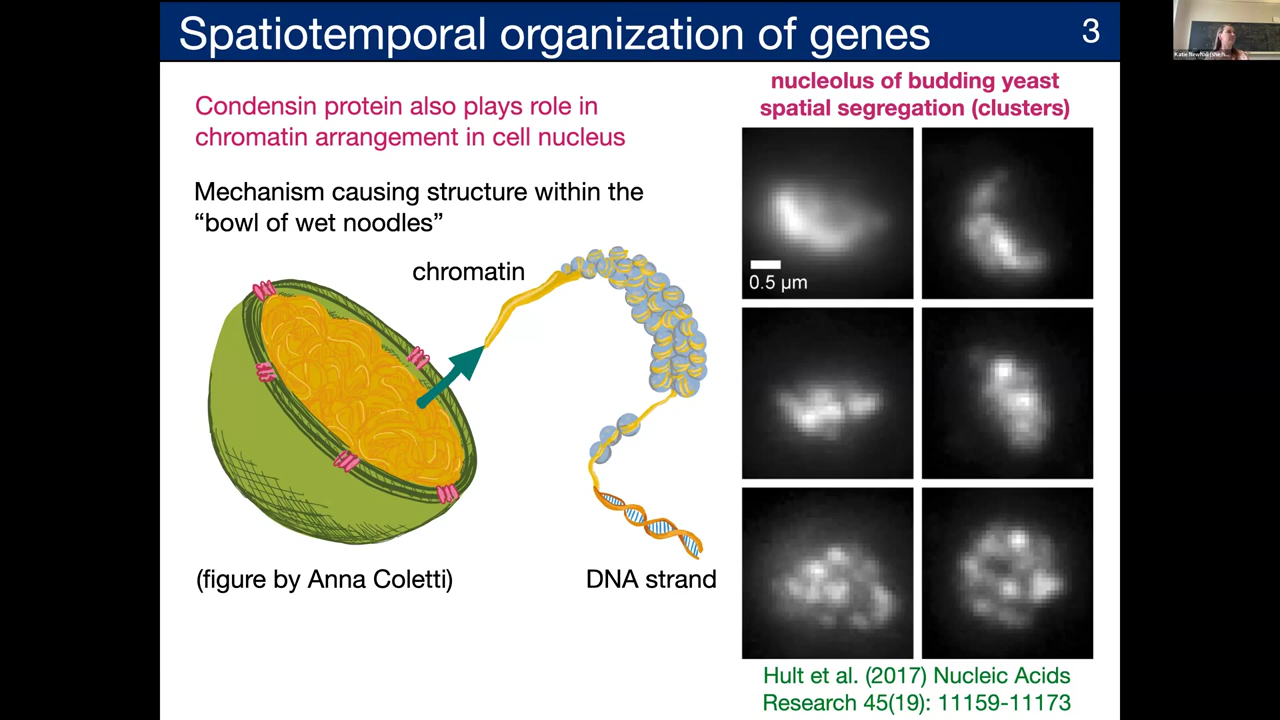 Spatiotemporal organization of genes
3
Condensin protein also plays role in
chromatin arrangement in cell nucleus
Mechanism causing structure within the
“bowl of wet noodles”
chromatin
(figure by Anna Coletti)
DNA strand
nucleolus of budding yeast
spatial segregation (clusters)
0.5 μm
Hult et al. (2017) Nucleic Acids
Research 45(19): 11159-11173